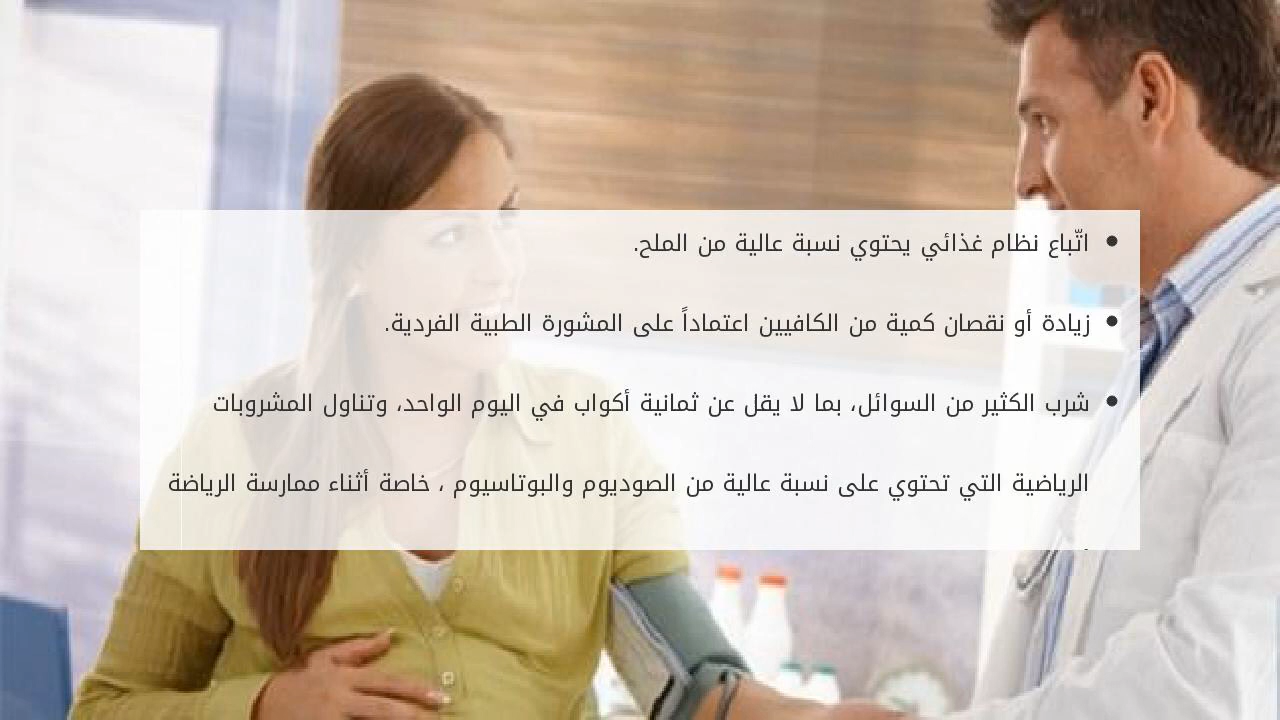 • اتّباع نظام غذائي يحتوي نسبة عالية من الملح.
• زيادة أو نقصان كمية من الكافيين اعتماداً على المشورة الطبية الفردية.
• شرب الكثير من السوائل، بما لا يقل عن ثمانية أكواب في اليوم الواحد، وتناول المشروبات
الرياضية التي تحتوي على نسبة عالية من الصوديوم والبوتاسيوم ، خاصة أثناء ممارسة الرياضة